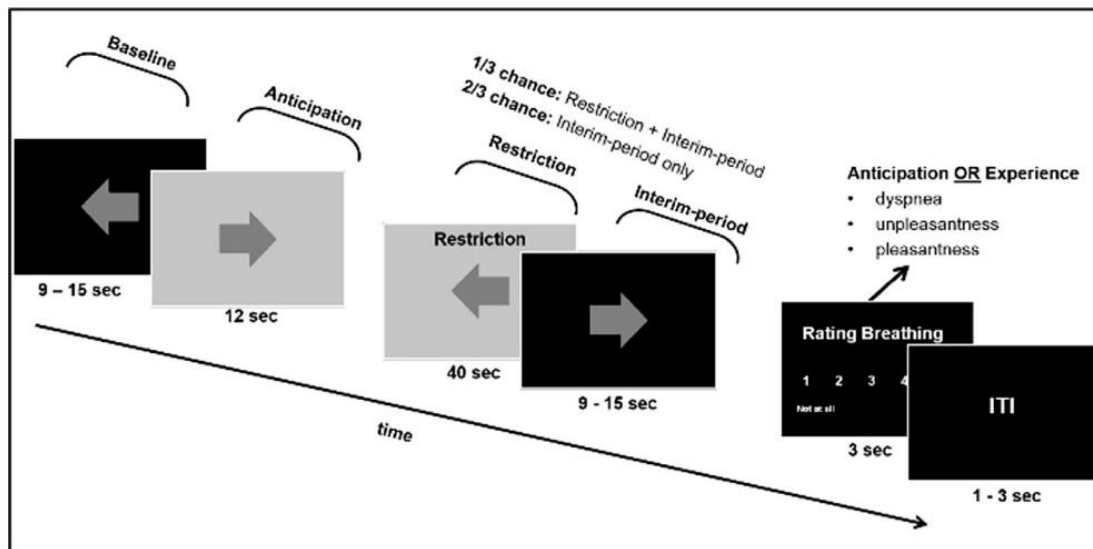 Baseline
Anticipation
1/3 chance: Restriction + Interim-period
2/3 chance: Interim-period only
Restriction
Interim-period
Anticipation OR Experience
• dyspnea
• unpleasantness
• pleasantness
9 – 15 sec
12 sec
Restriction
40 sec
9 - 15 sec
Rating Breathing
1 2 3 4
Not at all
3 sec
ITI
1 - 3 sec
time